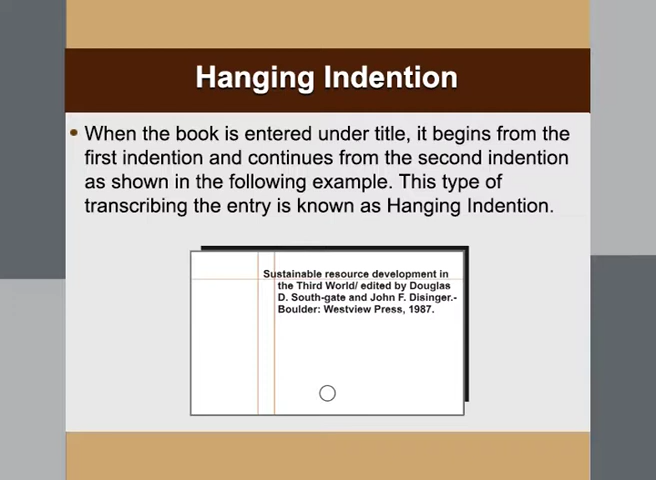 Hanging Indention
• When the book is entered under title, it begins from the
first indention and continues from the second indention
as shown in the following example. This type of
transcribing the entry is known as Hanging Indention.
Sustainable resource development in
the Third World/ edited by Douglas
D. South-gate and John F. Disinger.-
Boulder: Westview Press, 1987.